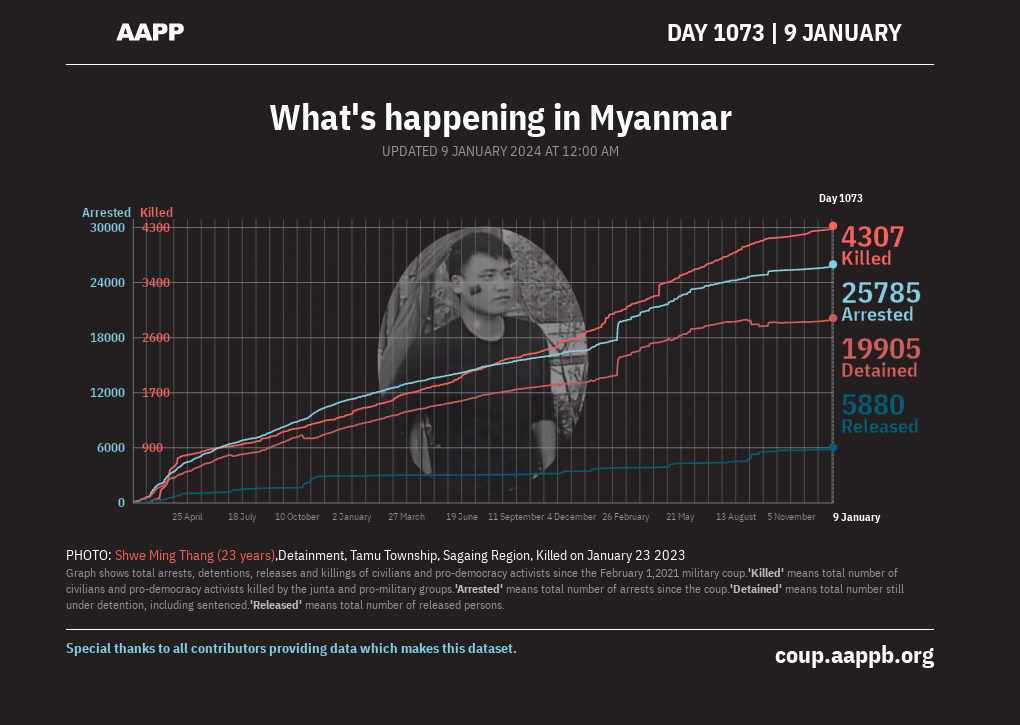 AAPP
DAY 1073 | 9 JANUARY
What's happening in Myanmar
UPDATED 9 JANUARY 2024 AT 12:00 AM
Day 1073
Arrested Killed
30000 4300
24000 3400
18000 2600
12000 1700
6000 900
0
4307
Killed
25785
Arrested
19905
Detained
5880
Released
25 April 18 July 10 October 2 January 27 March 19 June 11 September 4 December 26 February 21 May 13 August 5 November 9 January
PHOTO: Shwe Ming Thang (23 years),Detainment, Tamu Township, Sagaing Region, Killed on January 23 2023
Graph shows total arrests, detentions, releases and killings of civilians and pro-democracy activists since the February 1,2021 military coup.'Killed' means total number of
civilians and pro-democracy activists killed by the junta and pro-military groups.'Arrested' means total number of arrests since the coup.'Detained' means total number still
under detention, including sentenced.'Released' means total number of released persons.
Special thanks to all contributors providing data which makes this dataset.
coup.aappb.org